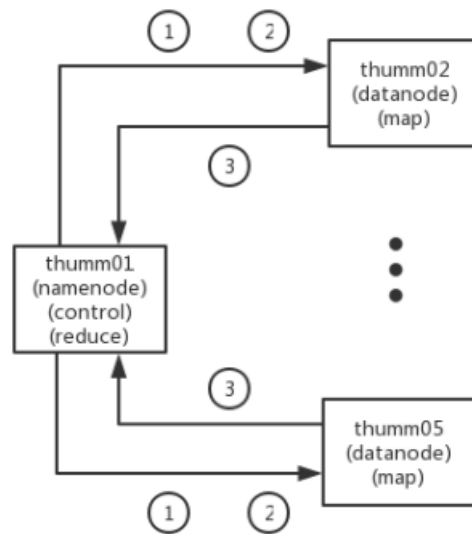 1 2
thumm02
(datanode)
(map)
3
thumm01
(namenode)
(control)
(reduce)
3
thumm05
(datanode)
(map)
1 2